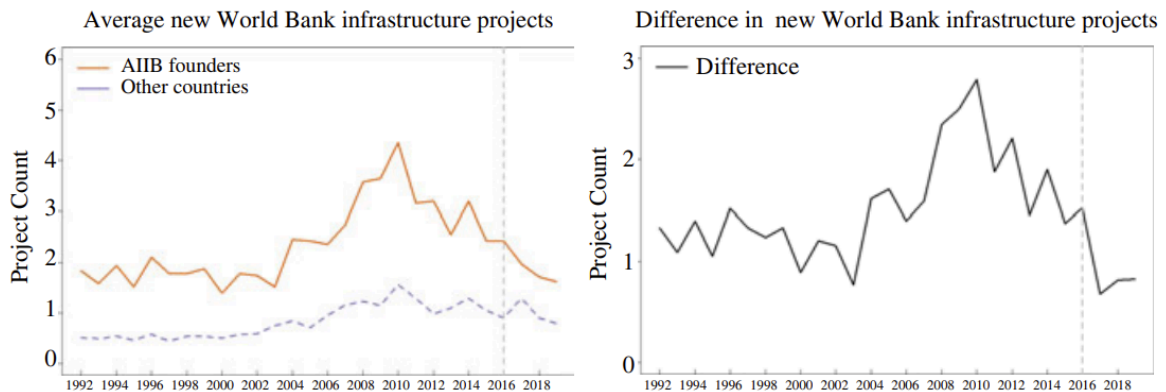 Average new World Bank infrastructure projects
6
AIIB founders
Other countries
5
4
3
2
1
0
Project Count
1992 1994 1996 1998 2000 2002 2004 2006 2008 2010 2012 2014 2016 2018
Difference in new World Bank infrastructure projects
3
Difference
2
1
0
Project Count
1992 1994 1996 1998 2000 2002 2004 2006 2008 2010 2012 2014 2016 2018